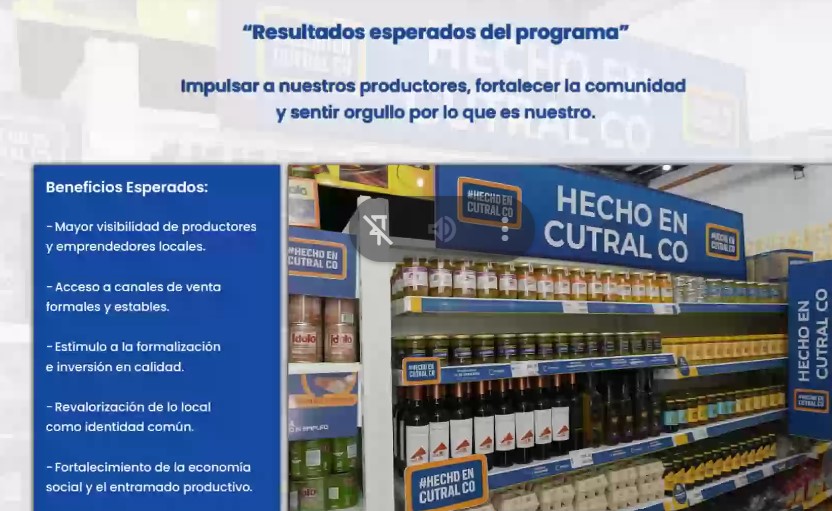 “Resultados esperados del programa”
Impulsar a nuestros productores, fortalecer la comunidad
y sentir orgullo por lo que es nuestro.
Beneficios Esperados:
- Mayor visibilidad de productores
y emprendedores locales.
- Acceso a canales de venta
formales y estables.
- Estímulo a la formalización
e inversión en calidad.
- Revalorización de lo local
como identidad común.
- Fortalecimiento de la economía
social y el entramado productivo.
#HECHO EN
CUTRAL CO
HECHO EN
CUTRAL CO
#HECHO EN
CUTRAL CO
#HECHO EN
CUTRAL CO
Idolo
Idolo
#HECHO EN
CUTRAL CO
#HECHO EN
CUTRAL CO
HECHO EN
CUTRAL CO
#HECHO EN
CUTRAL CO